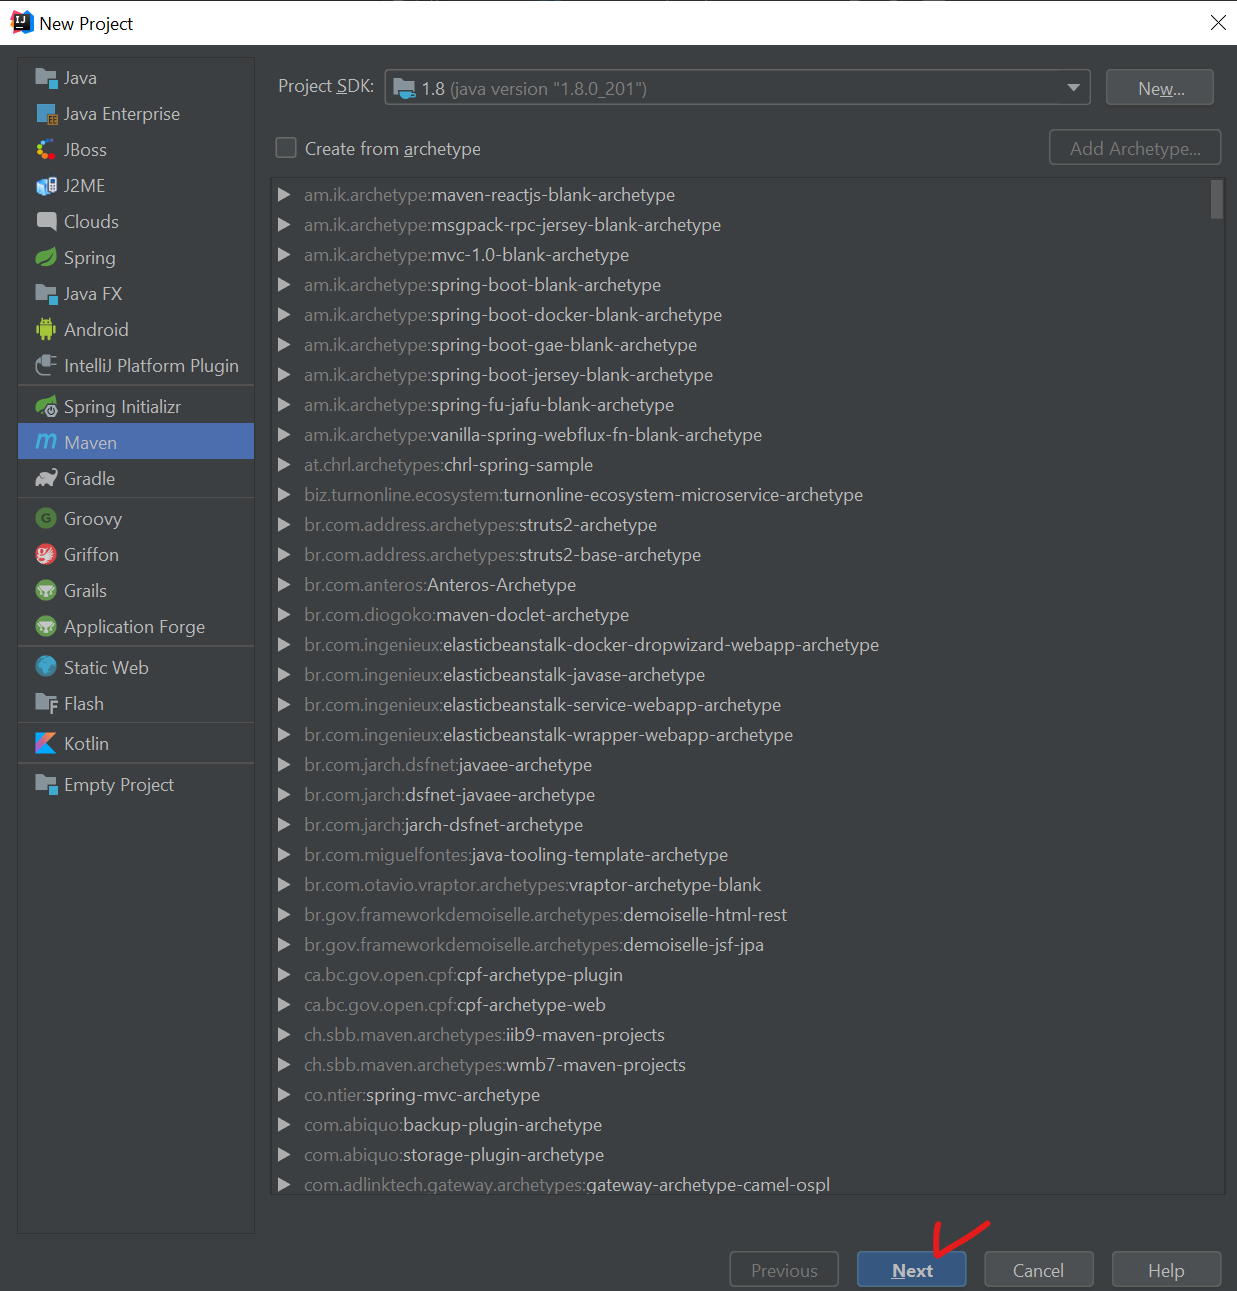 New Project
Java
Java Enterprise
JBoss
J2ME
Clouds
Spring
Java FX
Android
IntelliJ Platform Plugin
Spring Initializr
Maven
Gradle
Groovy
Griffon
Grails
Application Forge
Static Web
Flash
Kotlin
Empty Project
Project SDK: 1.8 (java version "1.8.0_201") New...
Create from archetype Add Archetype...
am.ik.archetype:maven-reactjs-blank-archetype
am.ik.archetype:msgpack-rpc-jersey-blank-archetype
am.ik.archetype:mvc-1.0-blank-archetype
am.ik.archetype:spring-boot-blank-archetype
am.ik.archetype:spring-boot-docker-blank-archetype
am.ik.archetype:spring-boot-gae-blank-archetype
am.ik.archetype:spring-boot-jersey-blank-archetype
am.ik.archetype:spring-fu-jafu-blank-archetype
am.ik.archetype:vanilla-spring-webflux-fn-blank-archetype
at.chrl.archetypes:chrl-spring-sample
biz.turnonline.ecosystem:turnonline-ecosystem-microservice-archetype
br.com.address.archetypes:struts2-archetype
br.com.address.archetypes:struts2-base-archetype
br.com.anteros:Anteros-Archetype
br.com.diogoko:maven-doclet-archetype
br.com.ingenieux:elasticbeanstalk-docker-dropwizard-webapp-archetype
br.com.ingenieux:elasticbeanstalk-javase-archetype
br.com.ingenieux:elasticbeanstalk-service-webapp-archetype
br.com.ingenieux:elasticbeanstalk-wrapper-webapp-archetype
br.com.jarch.dsfnet:javaee-archetype
br.com.jarch:dsfnet-javaee-archetype
br.com.jarch:jarch-dsfnet-archetype
br.com.miguelfontes:java-tooling-template-archetype
br.com.otavio.vraptor.archetypes:vraptor-archetype-blank
br.gov.frameworkdemoiselle.archetypes:demoiselle-html-rest
br.gov.frameworkdemoiselle.archetypes:demoiselle-jsf-jpa
ca.bc.gov.open.cpf:cpf-archetype-plugin
ca.bc.gov.open.cpf:cpf-archetype-web
ch.sbb.maven.archetypes:iib9-maven-projects
ch.sbb.maven.archetypes:wmb7-maven-projects
co.ntier:spring-mvc-archetype
com.abiquo:backup-plugin-archetype
com.abiquo:storage-plugin-archetype
com.adlinktech.gateway.archetypes:gateway-archetype-camel-ospl
Previous Next Cancel Help